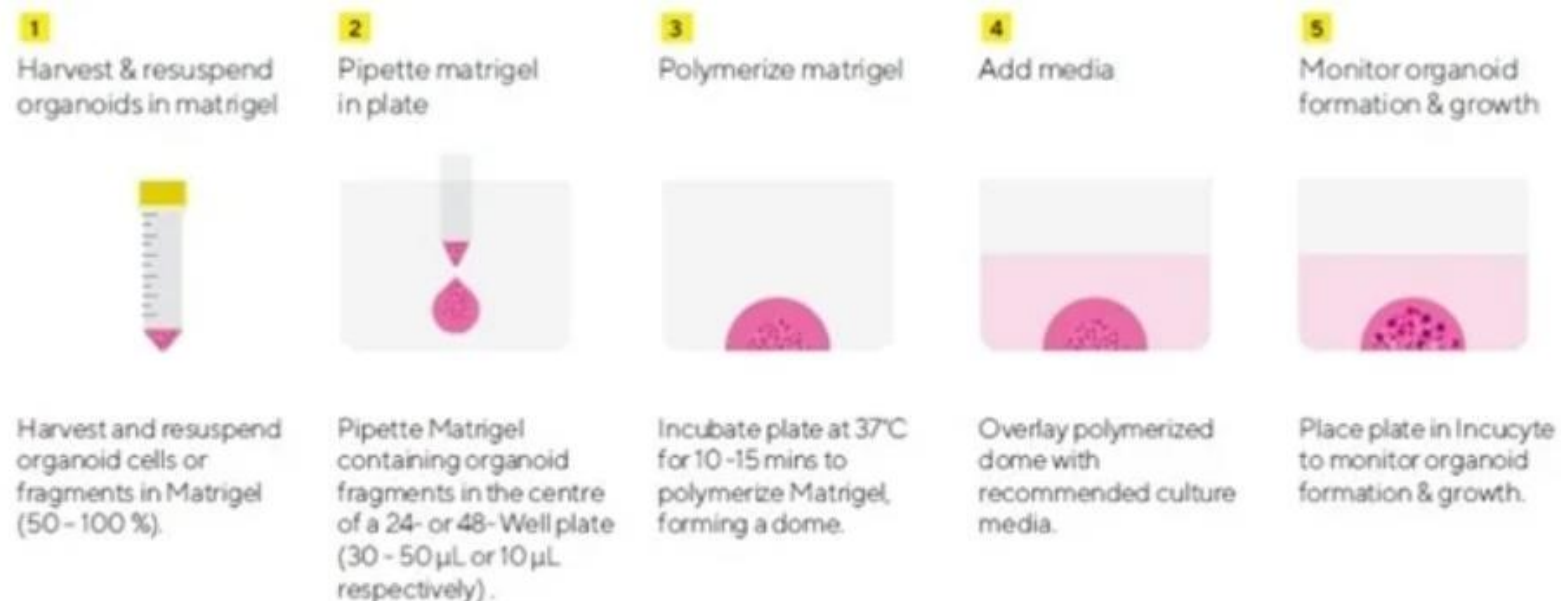 1
Harvest & resuspend
organoids in matrigel
Harvest and resuspend
organoid cells or
fragments in Matrigel
(50 - 100 %).
2
Pipette matrigel
in plate
Pipette Matrigel
containing organoid
fragments in the centre
of a 24- or 48- Well plate
(30 - 50 µL or 10 µL
respectively).
3
Polymerize matrigel
Incubate plate at 37°C
for 10 -15 mins to
polymerize Matrigel,
forming a dome.
4
Add media
Overlay polymerized
dome with
recommended culture
media.
5
Monitor organoid
formation & growth
Place plate in Incucyte
to monitor organoid
formation & growth.